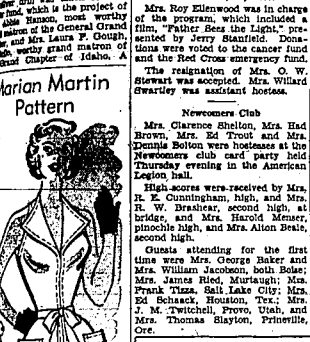 fund, which is the project of
Abbie Hanson, most worthy
matron of the General Grand
and Mrs. Laura F. Gough,
worthy grand matron of
Grand Chapter of Idaho. A
Marian Martin
Pattern
Mrs. Roy Ellenwood was in charge
of the program, which included a
film, "Father Sees the Light," pre-
sented by Jerry Stanfield. Dona-
tions were voted to the cancer fund
and the Red Cross emergency fund.
The resignation of Mrs. O. W.
Stewart was accepted. Mrs. Willard
Swartley was assistant hostess.
Newcomers Club
Mrs. Clarence Shelton, Mrs. Had
Brown, Mrs. Ed Trout and Mrs.
Dennis Bolton were hostesses at the
Newcomers club card party held
Thursday evening in the American
Legion hall.
High scores were received by Mrs.
R. E. Cunningham, high, and Mrs.
R. W. Brashear, second high, at
bridge, and Mrs. Harold Menser,
pinochle high, and Mrs. Alton Beale,
second high.
Guests attending for the first
time were Mrs. George Baker and
Mrs. William Jacobson, both Boise;
Mrs. James Ried, Murtaugh; Mrs.
Frank Tizza, Salt Lake City; Mrs.
Ed Schaack, Houston, Tex.; Mrs.
J. M. Twitchell, Provo, Utah, and
Mrs. Thomas Slayton, Prineville,
Ore.